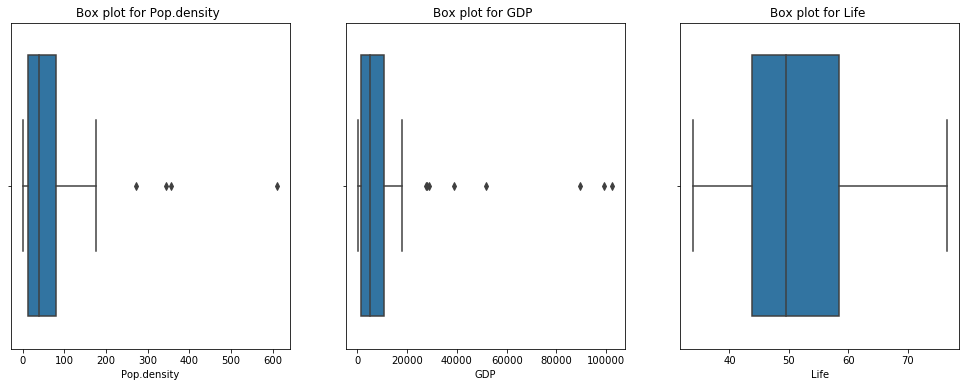 Box plot for Pop.density
0 100 200 300 400 500 600
Pop.density
Box plot for GDP
0 20000 40000 60000 80000 100000
GDP
Box plot for Life
40 50 60 70
Life